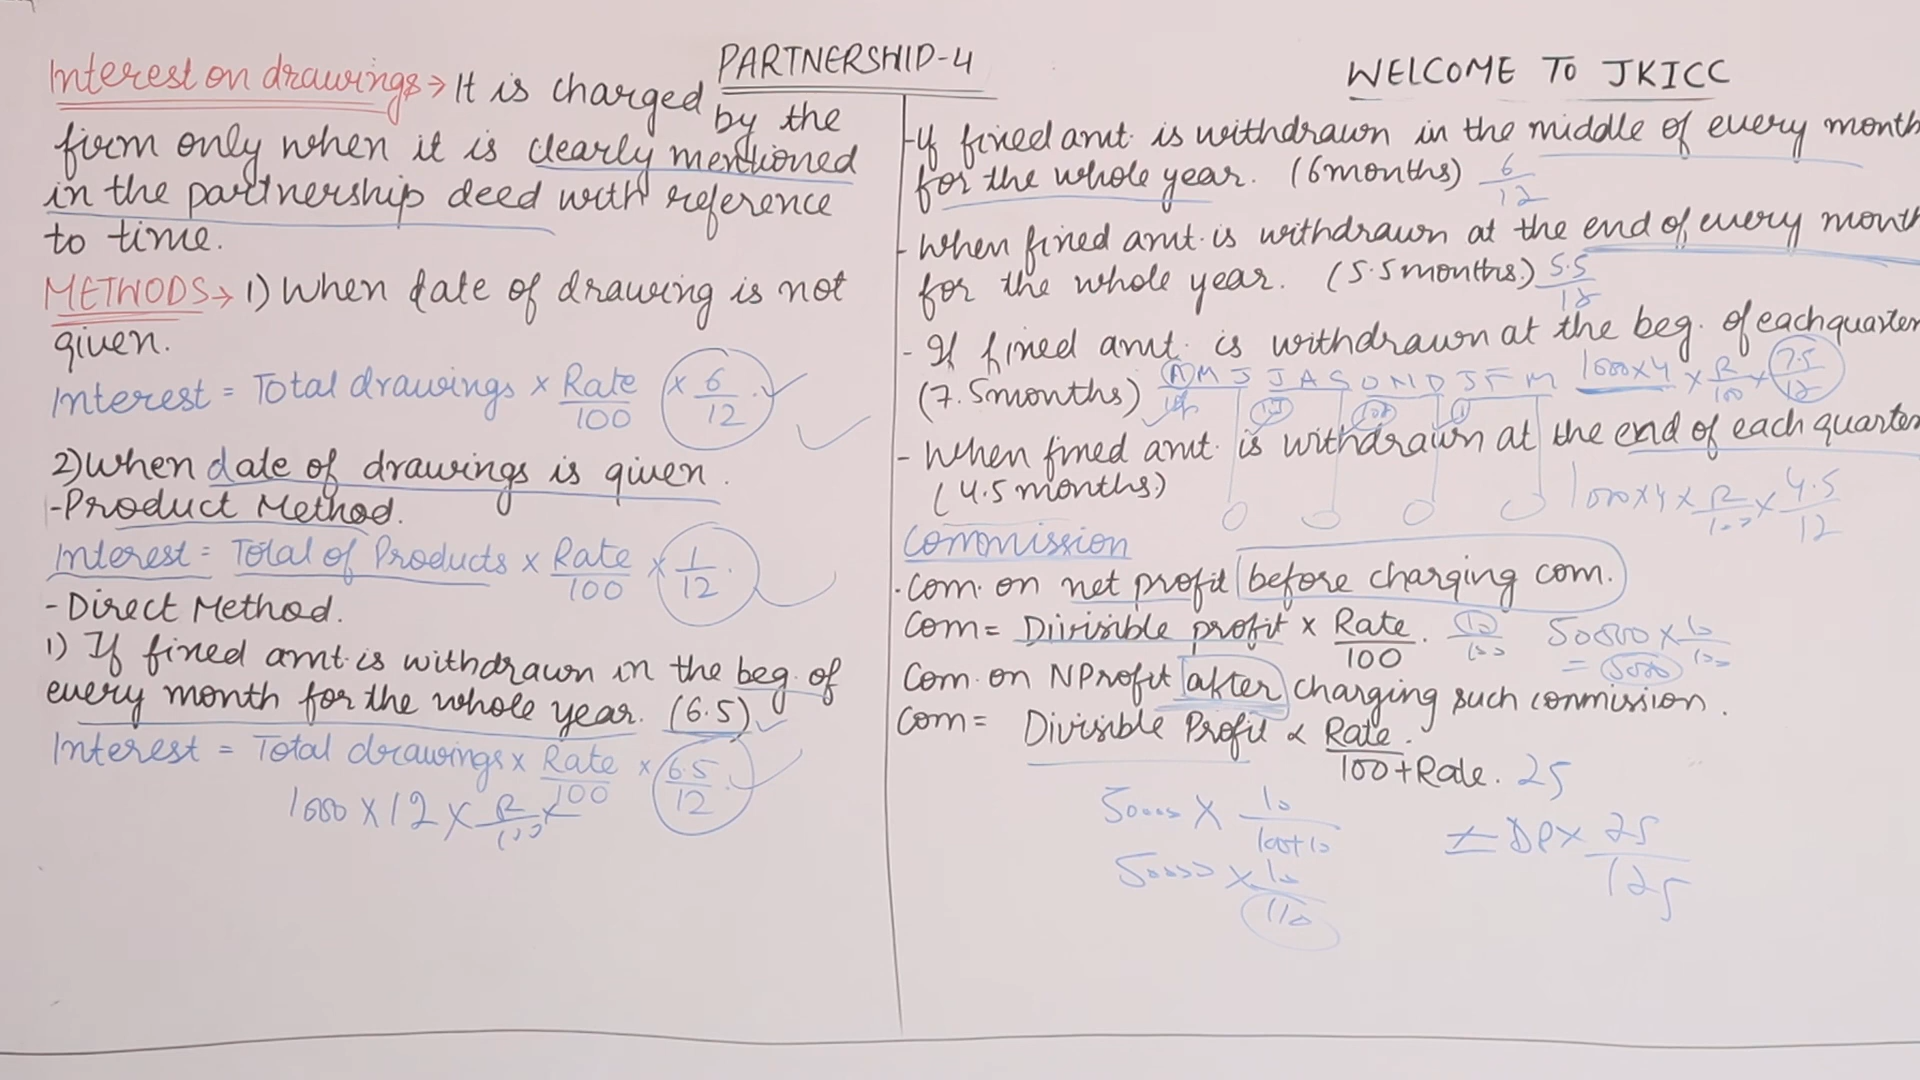 PARTNERSHIP-4
WELCOME TO JKICC
Interest on drawings → It is charged by the
firm only when it is clearly mentioned
in the partnership deed with reference
to time.
METHODS → 1) When date of drawing is not
given.
Interest = Total drawings × Rate/100 × 6/12
2) When date of drawings is given.
- Product Method.
Interest = Total of Products × Rate/100 × 1/12
- Direct Method.
1) If fixed amt. is withdrawn in the beg. of
every month for the whole year. (6.5)
Interest = Total drawings × Rate/100 × 6.5/12
1000 × 12 × R/100 ×
- If fixed amt. is withdrawn in the middle of every month
for the whole year. (6 months) 6/12
- When fixed amt. is withdrawn at the end of every month
for the whole year. (5.5 months) 5.5/12
- If fixed amt. is withdrawn at the beg. of each quarter
(7.5 months) A M J J A S O N D J F M 1000×4 × R/100 × 7.5/12
- When fixed amt. is withdrawn at the end of each quarter
(4.5 months) 1000×4 × R/100 × 4.5/12
Commission
. Com. on net profit before charging com.
Com = Divisible profit × Rate/100. 10/100 50000 × 10/100
= 5000
Com. on NProfit after charging such commission.
Com = Divisible Profit × Rate/100+Rate. 25
50000 × 10/100+10 = DP × 25/125
50000 × 10/110